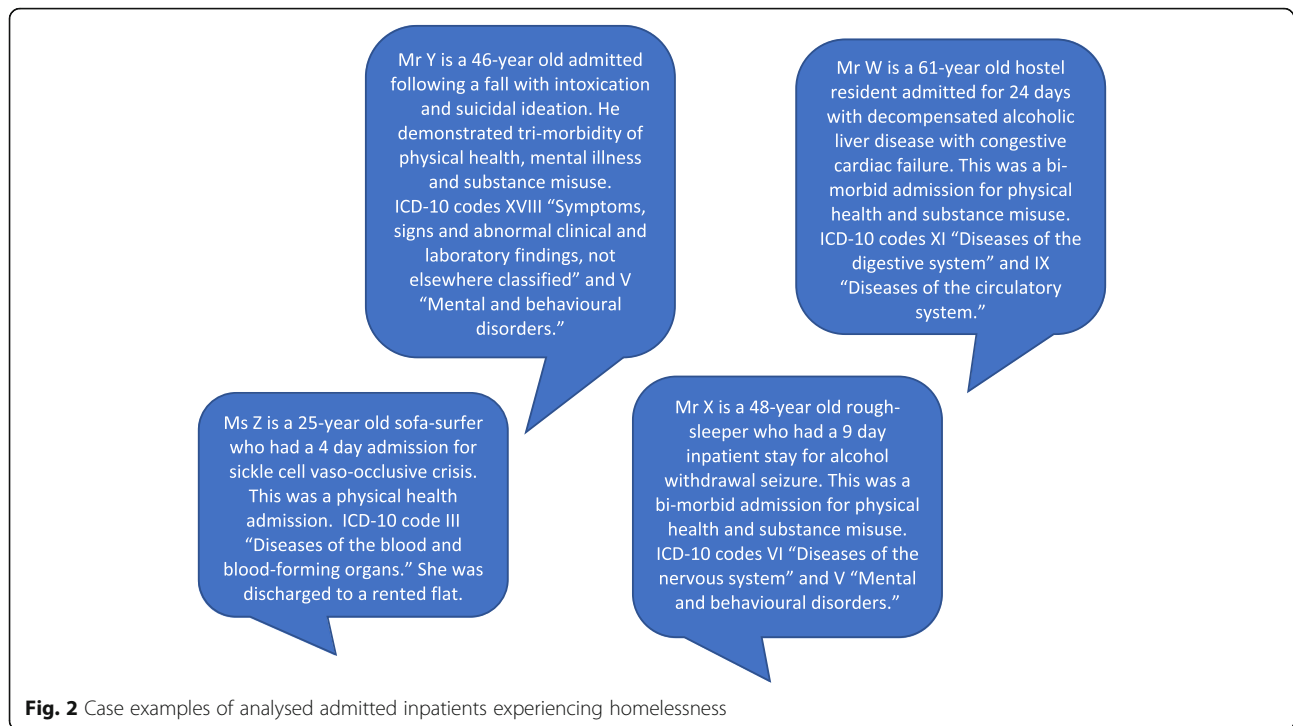 Mr Y is a 46-year old admitted
following a fall with intoxication
and suicidal ideation. He
demonstrated tri-morbidity of
physical health, mental illness
and substance misuse.
ICD-10 codes XVIII “Symptoms,
signs and abnormal clinical and
laboratory findings, not
elsewhere classified” and V
“Mental and behavioural
disorders.”
Mr W is a 61-year old hostel
resident admitted for 24 days
with decompensated alcoholic
liver disease with congestive
cardiac failure. This was a bi-
morbid admission for physical
health and substance misuse.
ICD-10 codes XI “Diseases of the
digestive system” and IX
“Diseases of the circulatory
system.”
Ms Z is a 25-year old sofa-surfer
who had a 4 day admission for
sickle cell vaso-occlusive crisis.
This was a physical health
admission. ICD-10 code III
“Diseases of the blood and
blood-forming organs.” She was
discharged to a rented flat.
Mr X is a 48-year old rough-
sleeper who had a 9 day
inpatient stay for alcohol
withdrawal seizure. This was a
bi-morbid admission for physical
health and substance misuse.
ICD-10 codes VI “Diseases of the
nervous system” and V “Mental
and behavioural disorders.”
Fig. 2 Case examples of analysed admitted inpatients experiencing homelessness